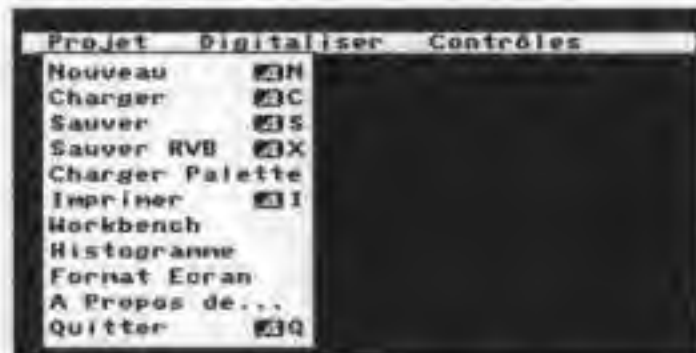 Projet Digitaliser Contrôles
Nouveau N
Charger C
Sauver S
Sauver RVB X
Charger Palette
Imprimer I
Workbench
Histogramme
Format Ecran
A Propos de...
Quitter Q